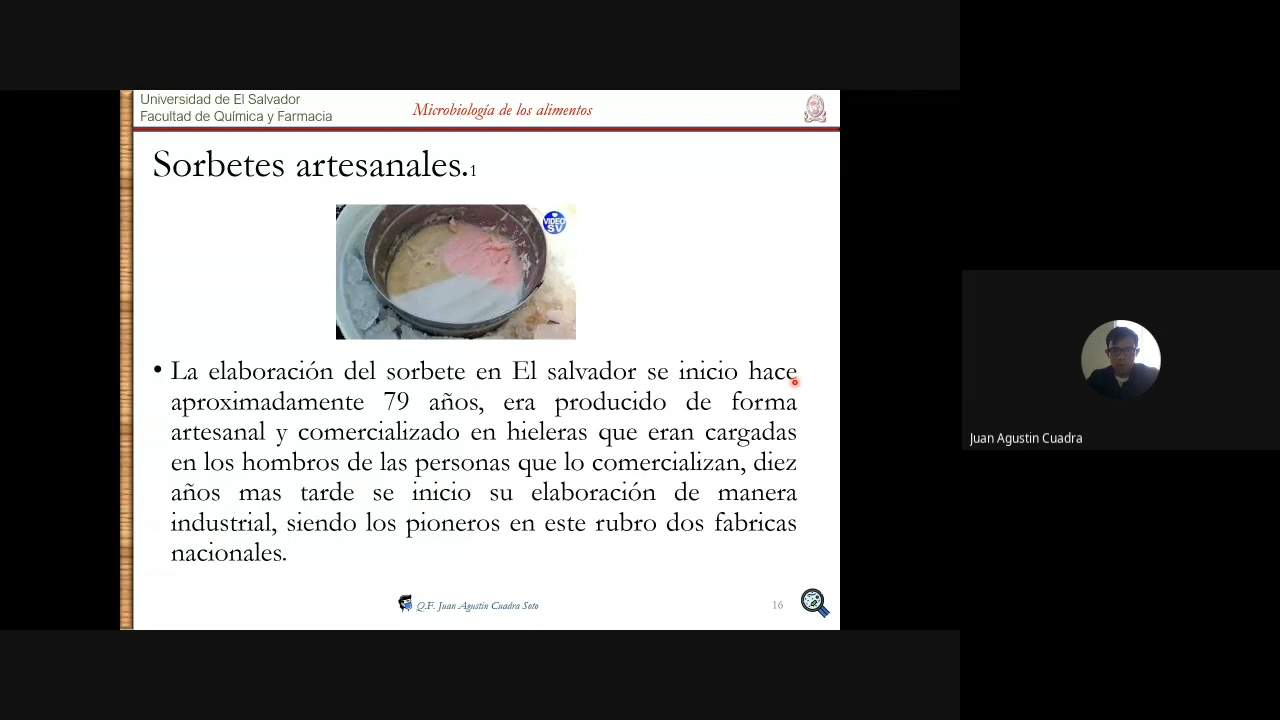 Universidad de El Salvador
Facultad de Química y Farmacia
Microbiología de los alimentos
Sorbetes artesanales.1
VIDEO
SV
• La elaboración del sorbete en El salvador se inicio hace
aproximadamente 79 años, era producido de forma
artesanal y comercializado en hieleras que eran cargadas
en los hombros de las personas que lo comercializan, diez
años mas tarde se inicio su elaboración de manera
industrial, siendo los pioneros en este rubro dos fabricas
nacionales.
Q.F. Juan Agustín Cuadra Soto
16
Juan Agustin Cuadra